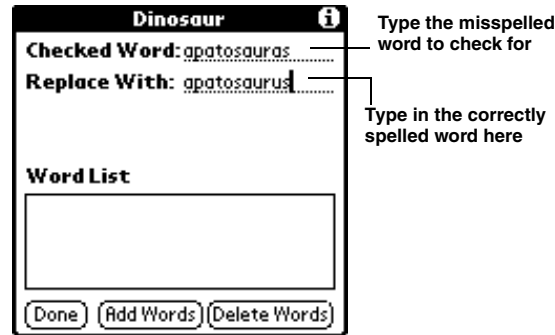 Dinosaur i
Checked Word: apatosauras
Replace With: apatosaurus
Word List
Done Add Words Delete Words
Type the misspelled
word to check for
Type in the correctly
spelled word here